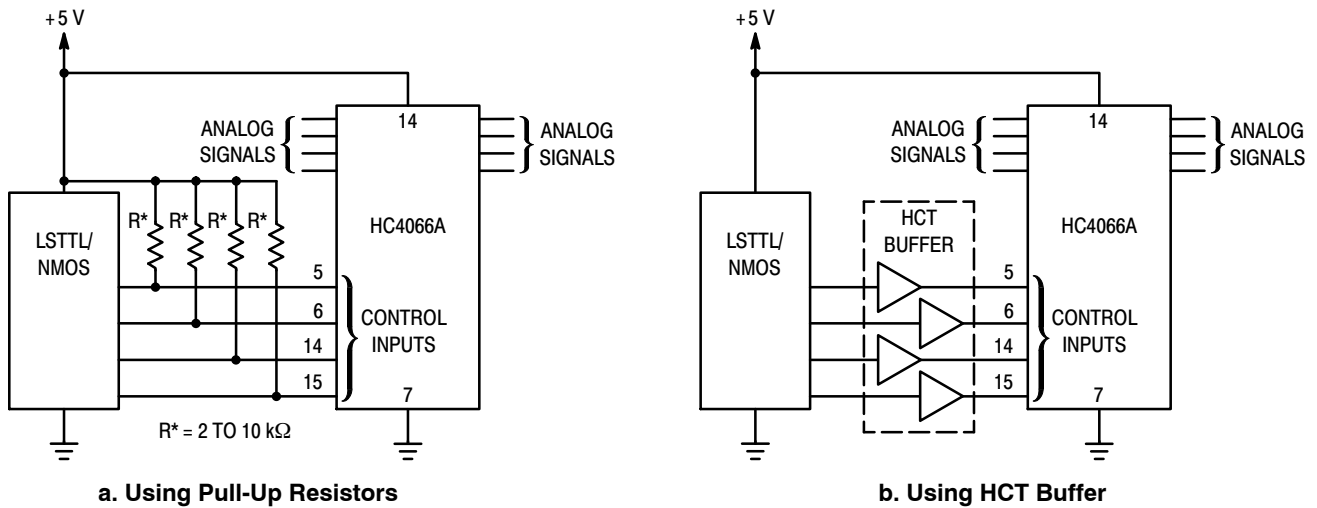 +5 V
14
ANALOG
SIGNALS
ANALOG
SIGNALS
R* R* R* R*
LSTTL/
NMOS
HC4066A
5
6
14
15
CONTROL
INPUTS
7
R* = 2 TO 10 kΩ
a. Using Pull-Up Resistors
+5 V
14
ANALOG
SIGNALS
ANALOG
SIGNALS
HCT
BUFFER
LSTTL/
NMOS
HC4066A
5
6
14
15
CONTROL
INPUTS
7
b. Using HCT Buffer